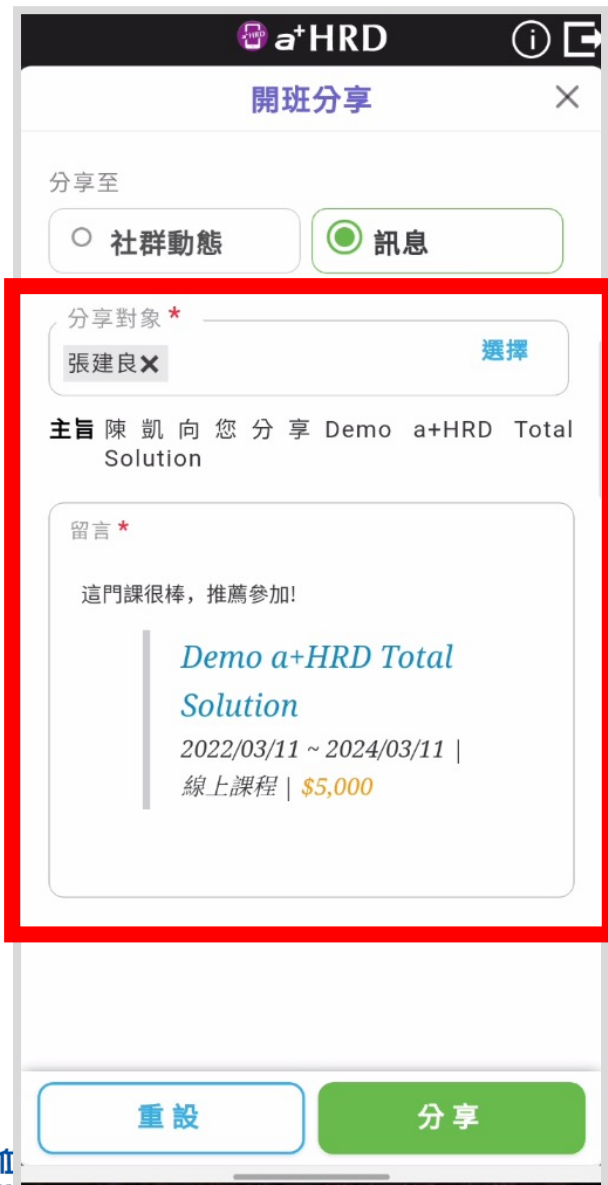 a+HRD
開班分享
分享至
社群動態
訊息
分享對象 *
張建良
選擇
主旨 陳凱向您分享 Demo a+HRD Total
Solution
留言 *
這門課很棒，推薦參加!
Demo a+HRD Total
Solution
2022/03/11 ~ 2024/03/11 |
線上課程 | $5,000
重設
分享